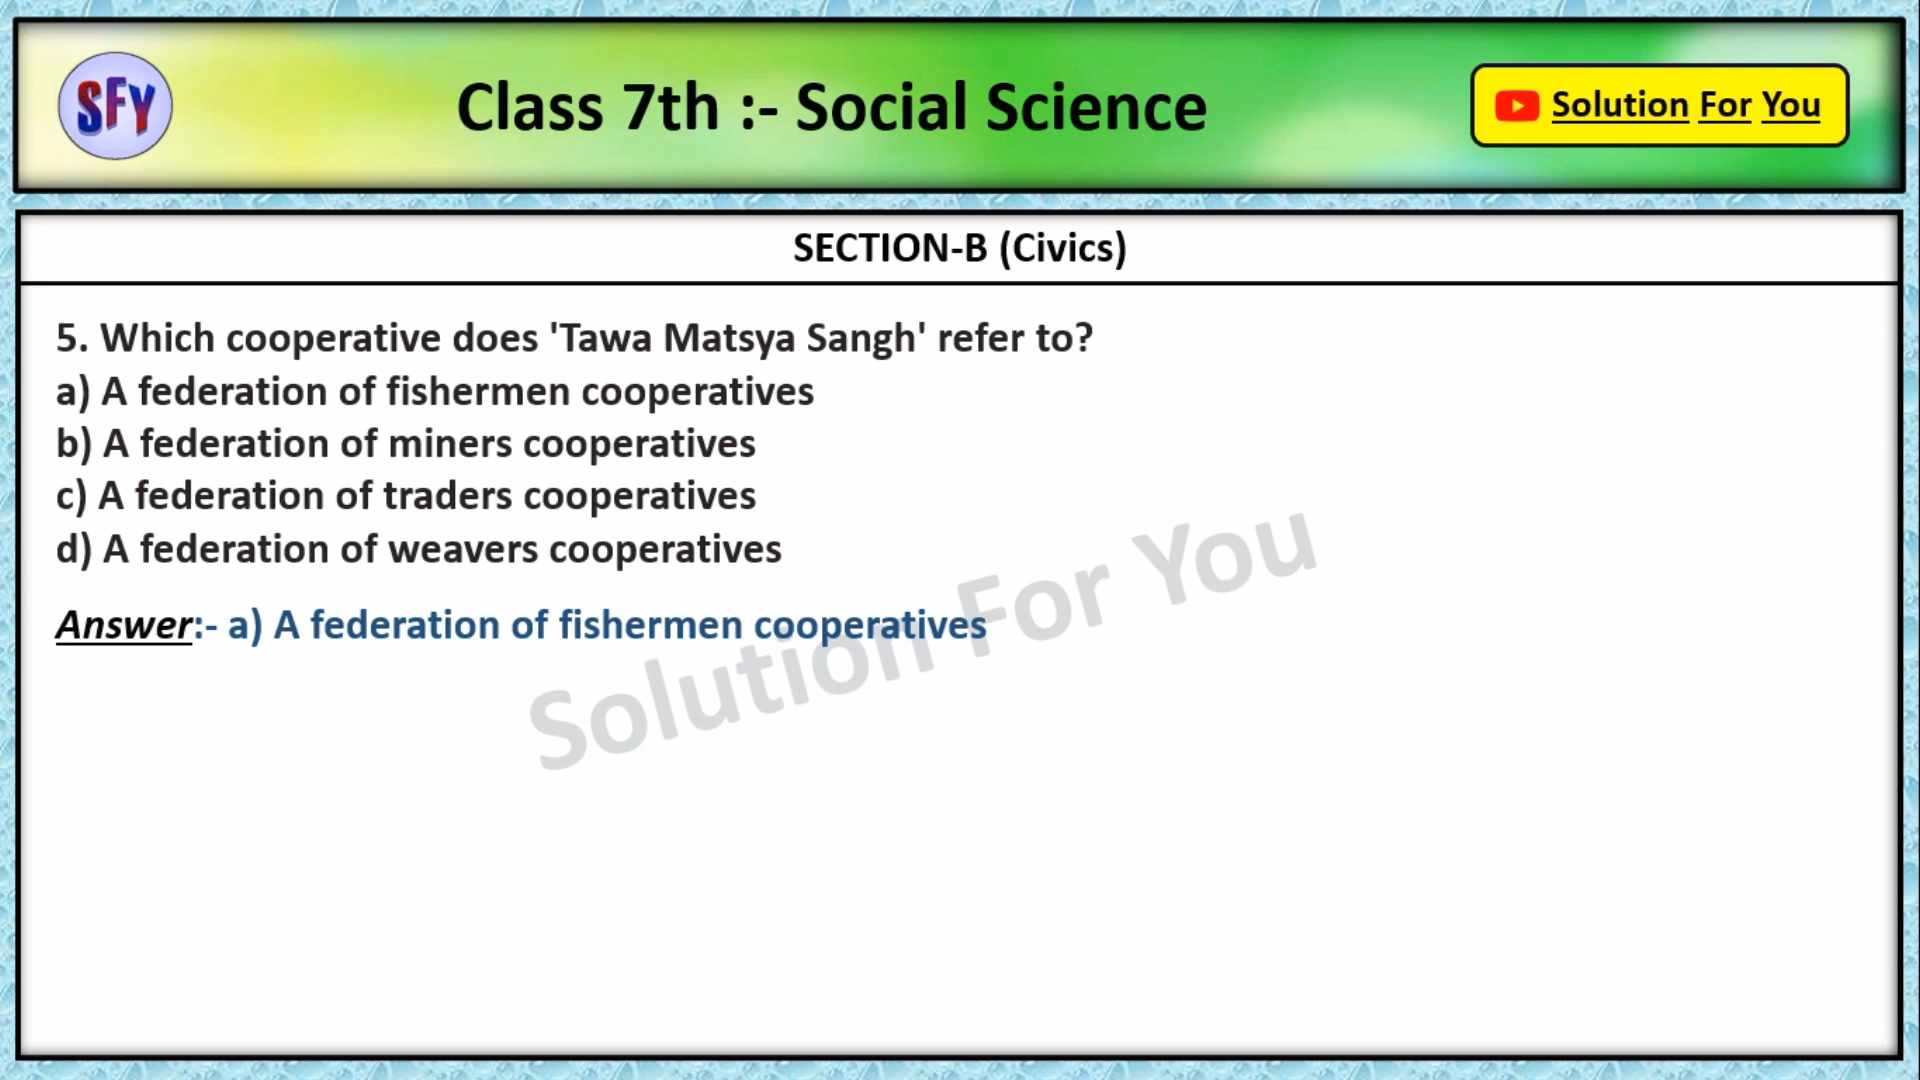 SFY
Class 7th :- Social Science
Solution For You
SECTION-B (Civics)
5. Which cooperative does 'Tawa Matsya Sangh' refer to?
a) A federation of fishermen cooperatives
b) A federation of miners cooperatives
c) A federation of traders cooperatives
d) A federation of weavers cooperatives
Answer:- a) A federation of fishermen cooperatives
Solution For You